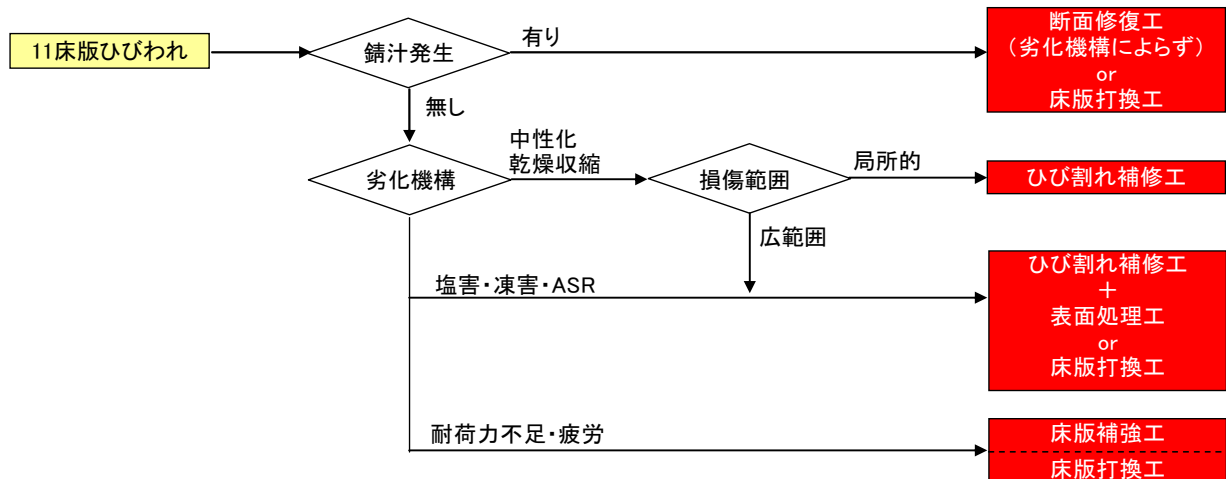 11床版ひびわれ
錆汁発生
有り
断面修復工
(劣化機構によらず)
or
床版打換工
無し
劣化機構
中性化
乾燥収縮
損傷範囲
局所的
ひび割れ補修工
広範囲
塩害・凍害・ASR
ひび割れ補修工
＋
表面処理工
or
床版打換工
耐荷力不足・疲労
床版補強工
床版打換工